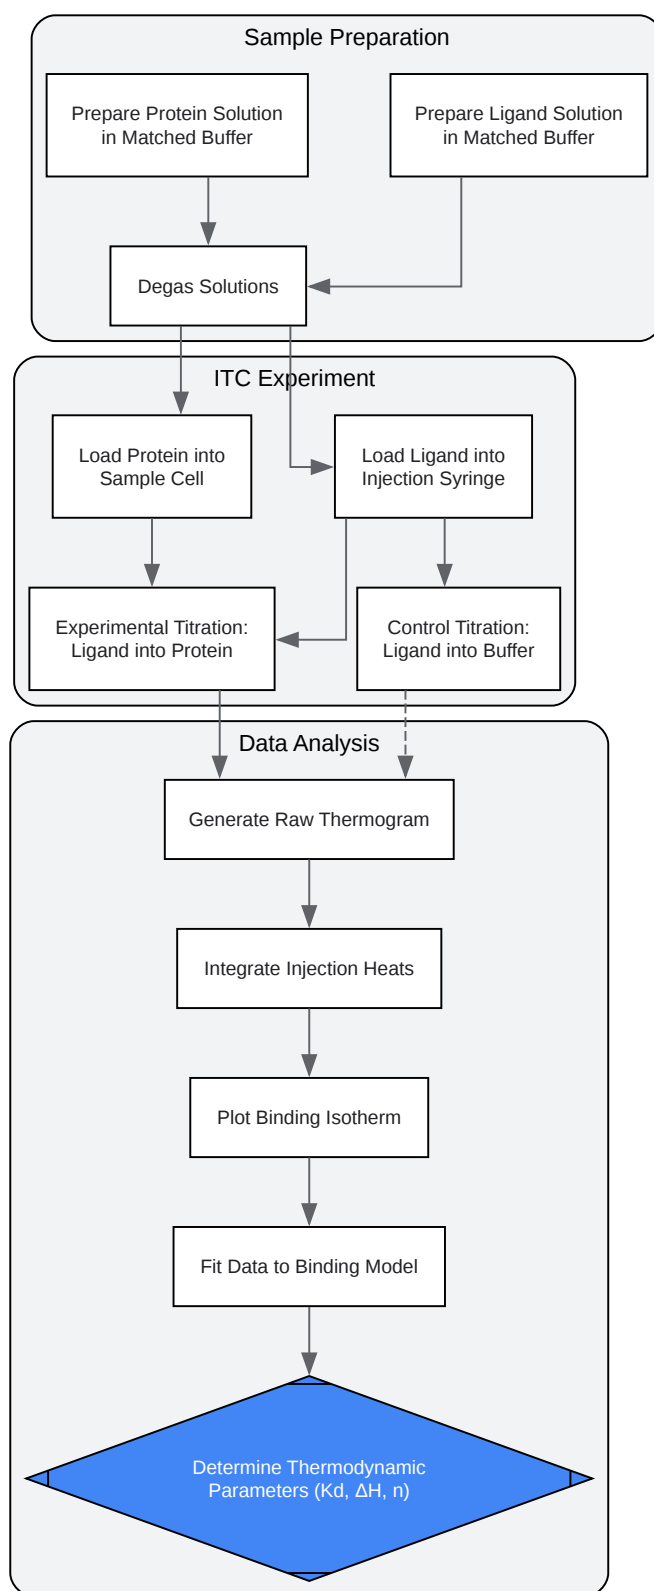 Sample Preparation
Prepare Protein Solution
in Matched Buffer
Prepare Ligand Solution
in Matched Buffer
Degas Solutions
ITC Experiment
Load Protein into
Sample Cell
Load Ligand into
Injection Syringe
Experimental Titration:
Ligand into Protein
Control Titration:
Ligand into Buffer
Data Analysis
Generate Raw Thermogram
Integrate Injection Heats
Plot Binding Isotherm
Fit Data to Binding Model
Determine Thermodynamic
Parameters (Kd, ΔH, n)